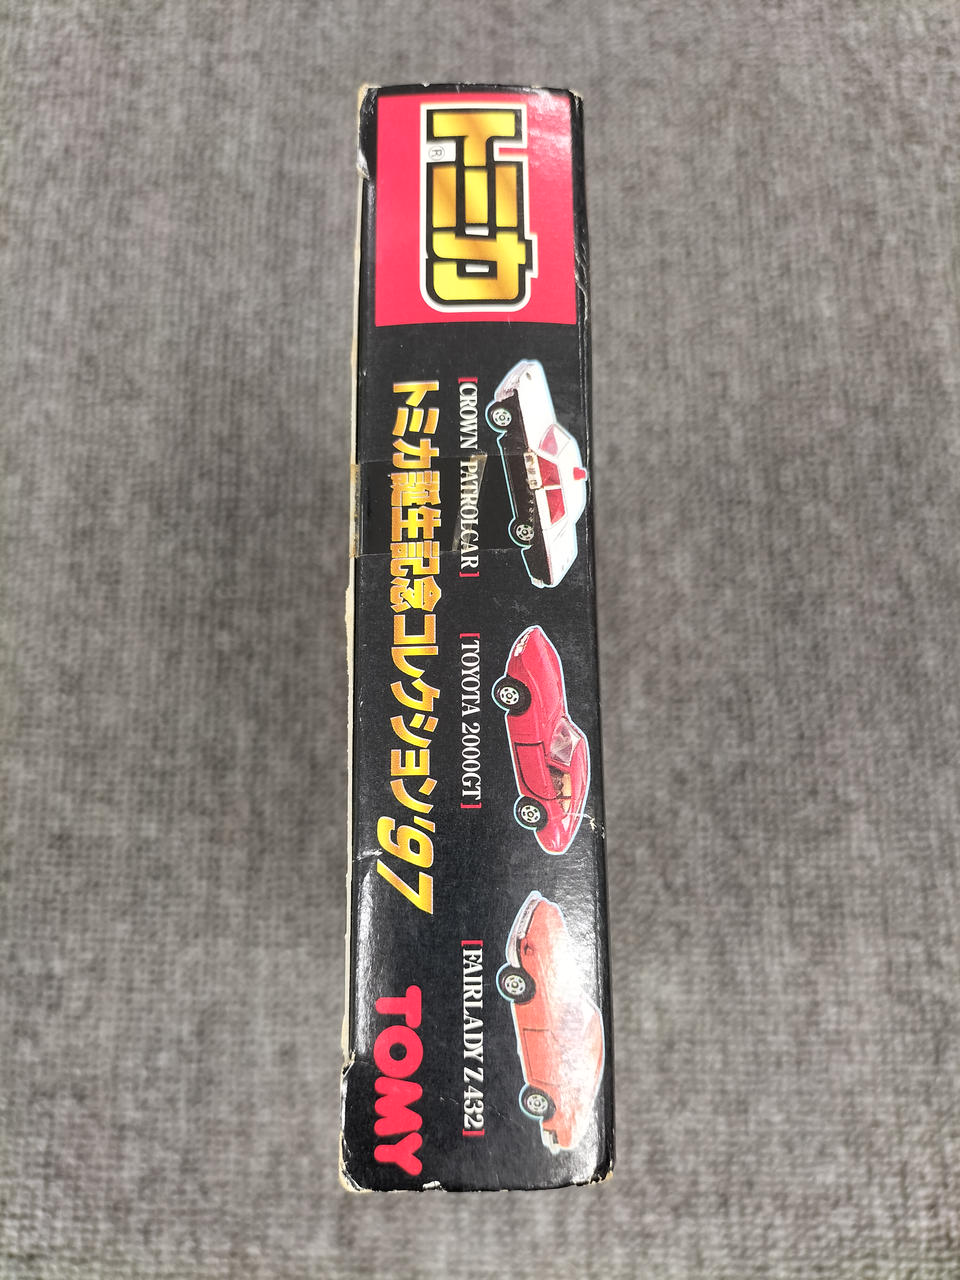 トミカ®
[CROWN PATROLCAR]
[TOYOTA 2000GT]
[FAIRLADY Z 432]
トミカ誕生記念コレクション'97
TOMY